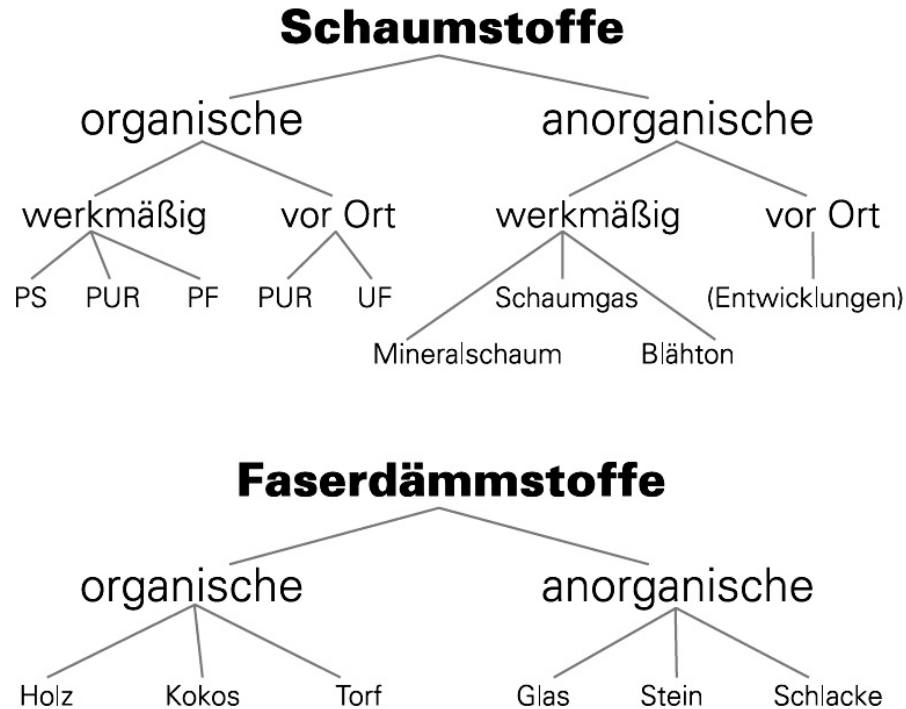 Schaumstoffe
organische anorganische
werkmäßig vor Ort werkmäßig vor Ort
PS PUR PF PUR UF Schaumgas (Entwicklungen)
Mineralschaum Blähton
Faserdämmstoffe
organische anorganische
Holz Kokos Torf Glas Stein Schlacke